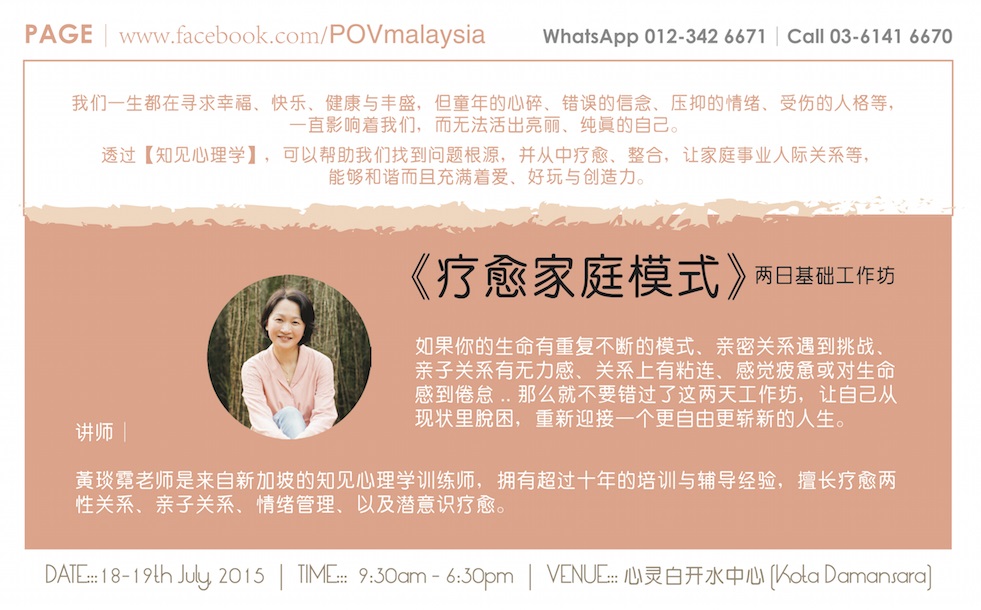 PAGE | www.facebook.com/POVmalaysia WhatsApp 012-342 6671 | Call 03-6141 6670
我们一生都在寻求幸福、快乐、健康与丰盛，但童年的心碎、错误的信念、压抑的情绪、受伤的人格等，
一直影响着我们，而无法活出亮丽、纯真的自己。
透过【知见心理学】，可以帮助我们找到问题根源，并从中疗愈、整合，让家庭事业人际关系等，
能够和谐而且充满着爱、好玩与创造力。
《疗愈家庭模式》两日基础工作坊
如果你的生命有重复不断的模式、亲密关系遇到挑战、
亲子关系有无力感、关系上有粘连、感觉疲惫或对生命
感到倦怠 .. 那么就不要错过了这两天工作坊，让自己从
现状里脱困，重新迎接一个更自由更崭新的人生。
讲师｜
黃琰霓老师是来自新加坡的知见心理学训练师，拥有超过十年的培训与辅导经验，擅长疗愈两
性关系、亲子关系、情绪管理、以及潜意识疗愈。
DATE:::18-19th July, 2015 | TIME::: 9:30am - 6:30pm | VENUE::: 心灵白开水中心 (Kota Damansara)